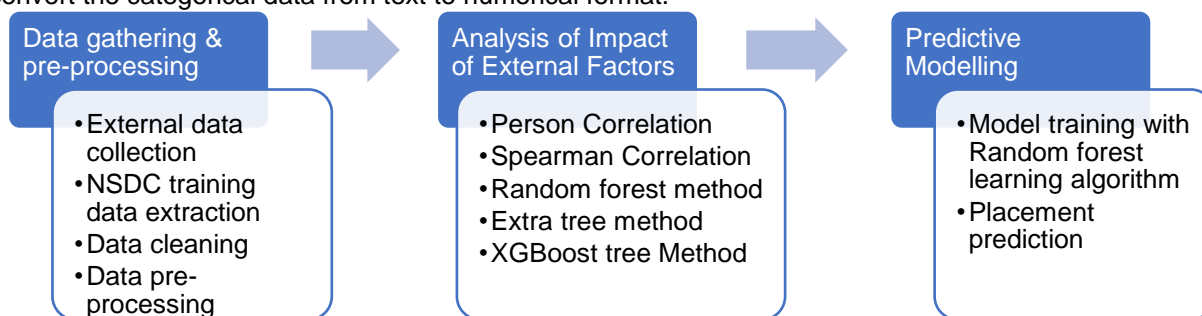 onvert the categorical data from text to numerical format.
Data gathering &
pre-processing
•External data
collection
•NSDC training
data extraction
•Data cleaning
•Data pre-
processing
Analysis of Impact
of External Factors
•Person Correlation
•Spearman Correlation
•Random forest method
•Extra tree method
•XGBoost tree Method
Predictive
Modelling
•Model training with
Random forest
learning algorithm
•Placement
prediction